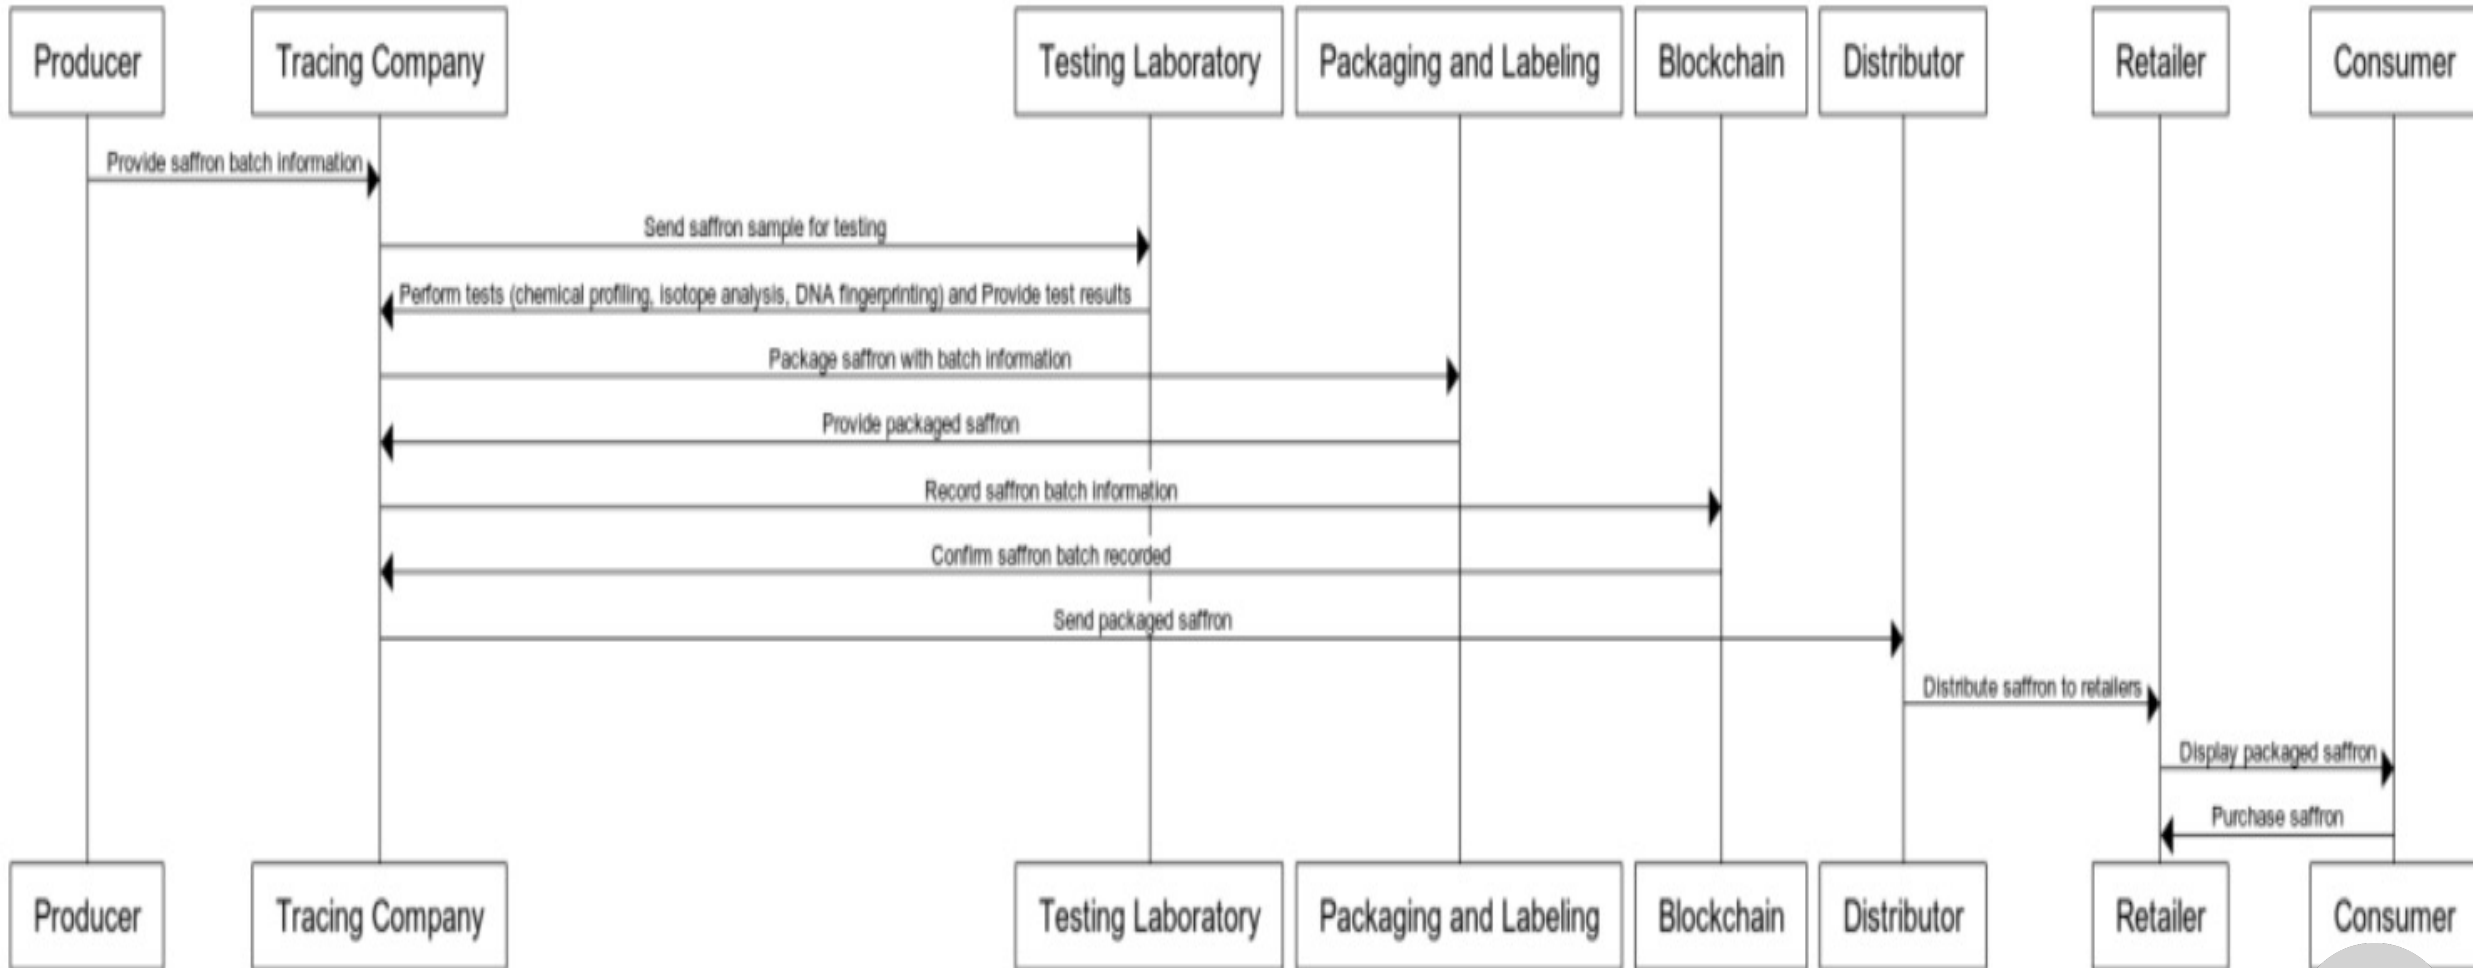 Producer
Tracing Company
Testing Laboratory
Packaging and Labeling
Blockchain
Distributor
Retailer
Consumer
Provide saffron batch information
Send saffron sample for testing
Perform tests (chemical profiling, isotope analysis, DNA fingerprinting) and Provide test results
Package saffron with batch information
Provide packaged saffron
Record saffron batch information
Confirm saffron batch recorded
Send packaged saffron
Distribute saffron to retailers
Display packaged saffron
Purchase saffron
Producer
Tracing Company
Testing Laboratory
Packaging and Labeling
Blockchain
Distributor
Retailer
Consumer